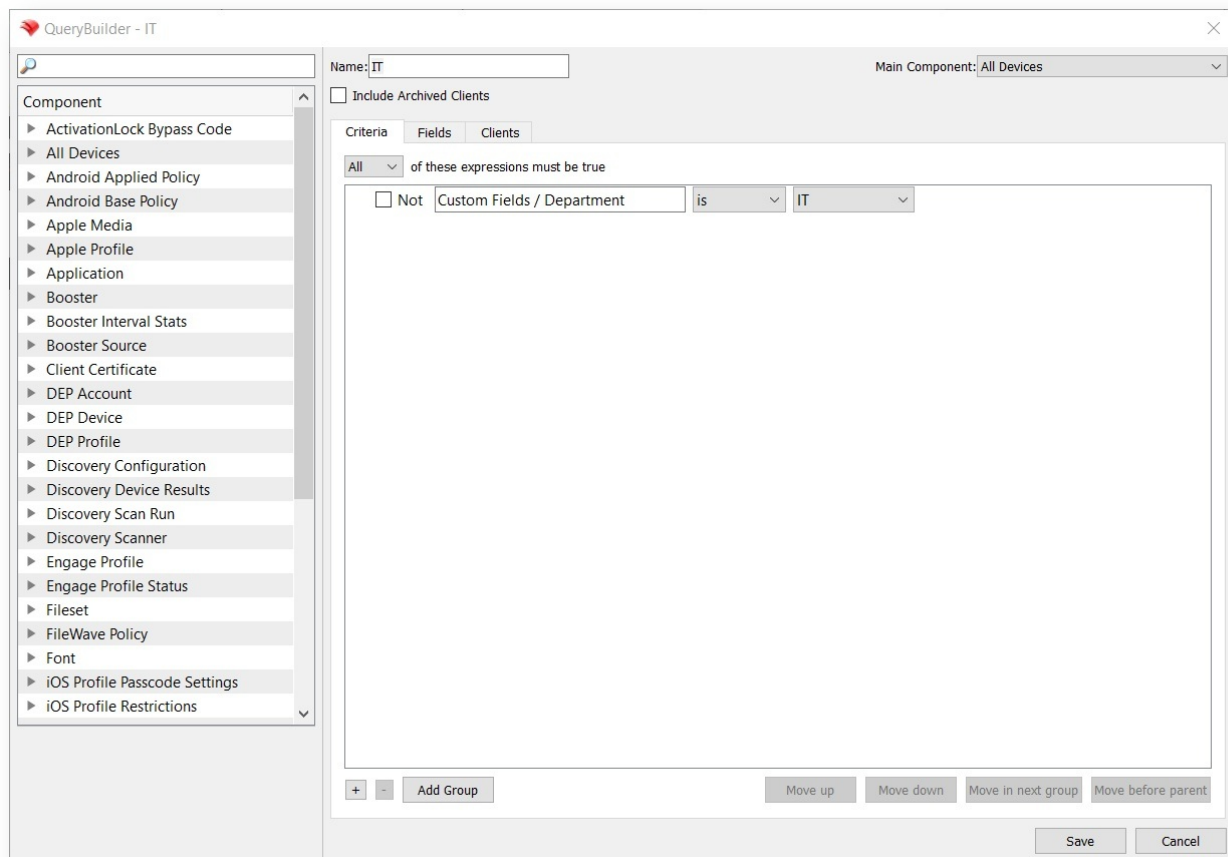 QueryBuilder - IT
Name: IT
Main Component: All Devices
Include Archived Clients
Component
ActivationLock Bypass Code
All Devices
Android Applied Policy
Android Base Policy
Apple Media
Apple Profile
Application
Booster
Booster Interval Stats
Booster Source
Client Certificate
DEP Account
DEP Device
DEP Profile
Discovery Configuration
Discovery Device Results
Discovery Scan Run
Discovery Scanner
Engage Profile
Engage Profile Status
Fileset
FileWave Policy
Font
iOS Profile Passcode Settings
iOS Profile Restrictions
Criteria Fields Clients
All of these expressions must be true
Not Custom Fields / Department is IT
+ - Add Group Move up Move down Move in next group Move before parent
Save Cancel